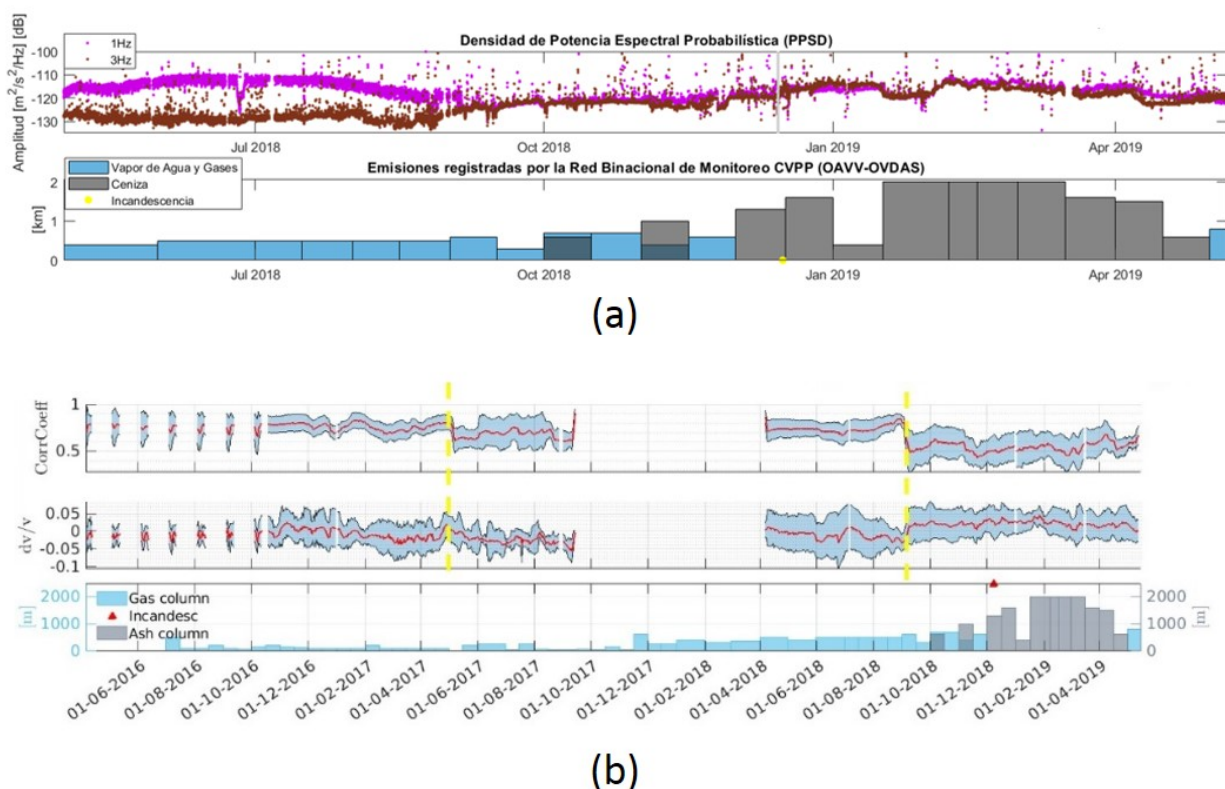 Densidad de Potencia Espectral Probabilística (PPSD)
1Hz
3Hz
Amplitud [m²/s²/Hz] [dB]
-100
-110
-120
-130
Jul 2018 Oct 2018 Jan 2019 Apr 2019
Emisiones registradas por la Red Binacional de Monitoreo CVPP (OAVV-OVDAS)
Vapor de Agua y Gases
Ceniza
Incandescencia
[km]
2
1
0
Jul 2018 Oct 2018 Jan 2019 Apr 2019
(a)
CorrCoeff
1
0.5
dv/v
0.05
0
-0.05
-0.1
Gas column
Incandesc
Ash column
[m]
2000
1000
0
2000
1000
0
[m]
01-06-2016 01-08-2016 01-10-2016 01-12-2016 01-02-2017 01-04-2017 01-06-2017 01-08-2017 01-10-2017 01-12-2017 01-02-2018 01-04-2018 01-06-2018 01-08-2018 01-10-2018 01-12-2018 01-02-2019 01-04-2019
(b)